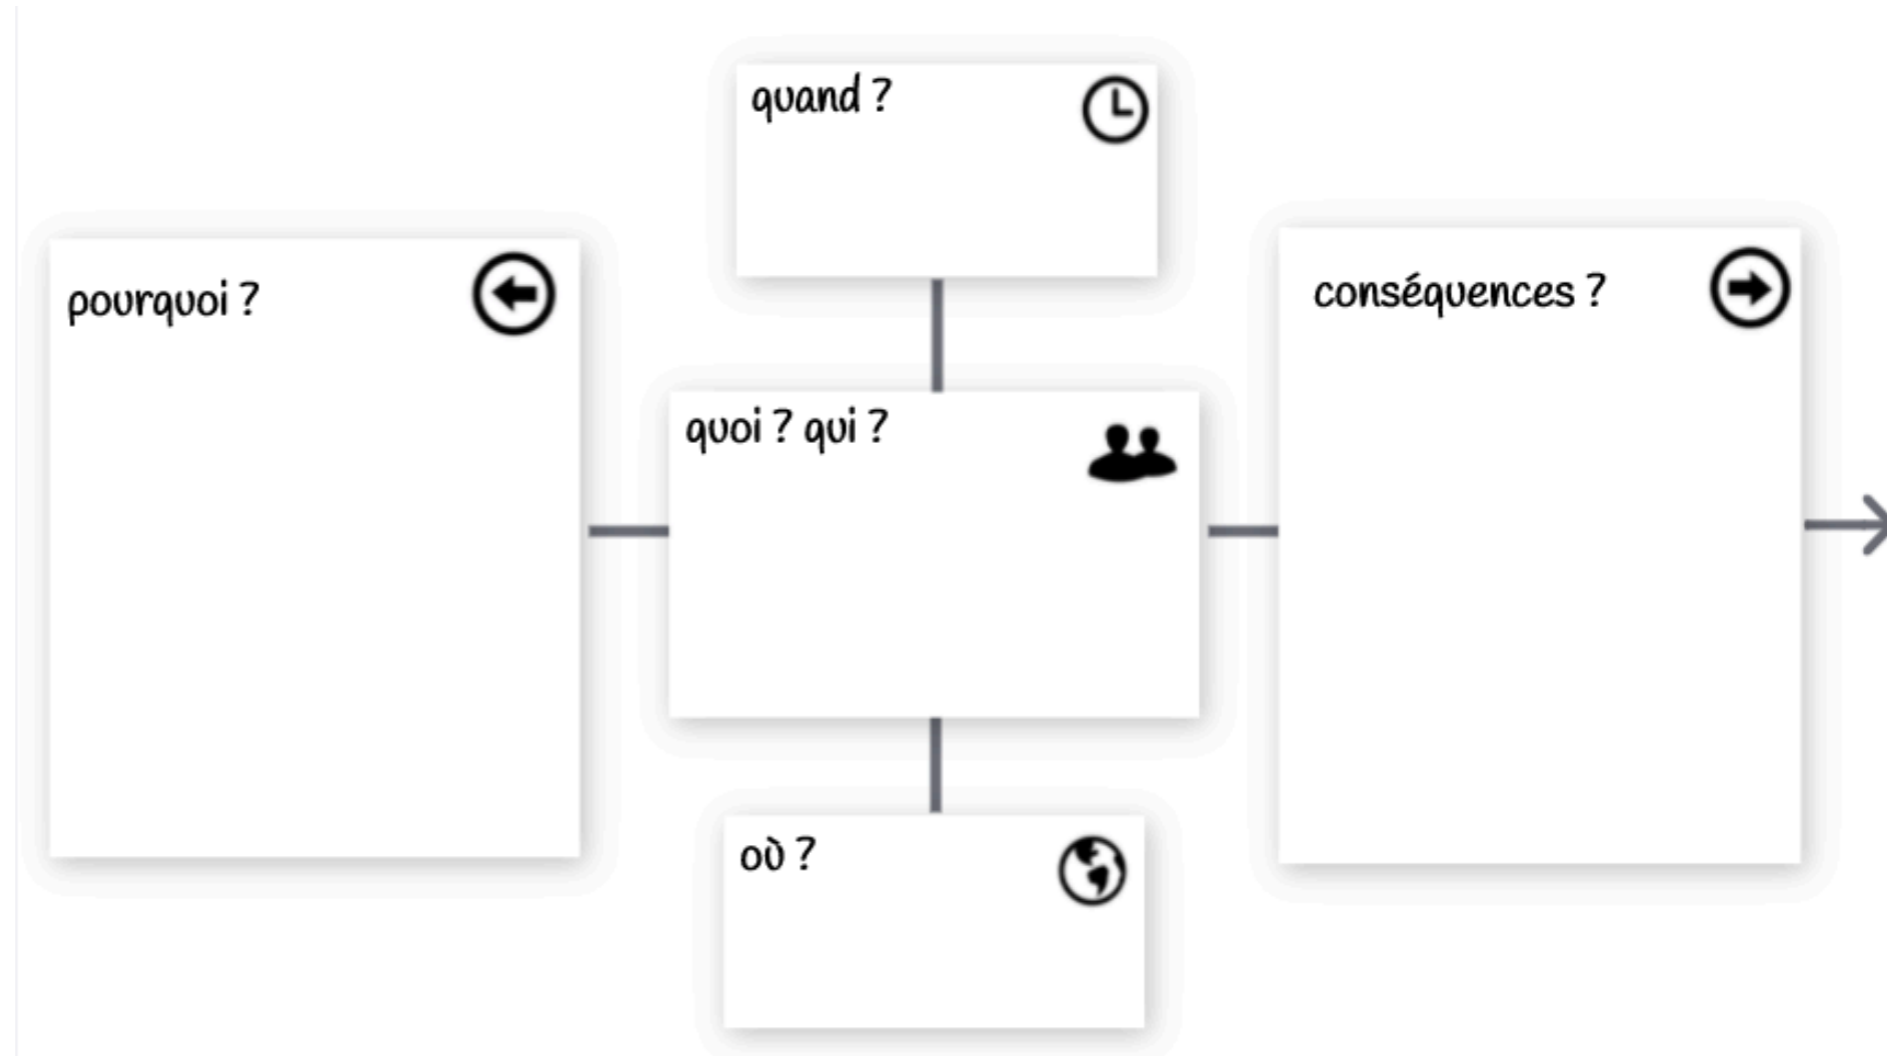 quand ?
pourquoi ?
conséquences ?
quoi ? qui ?
où ?